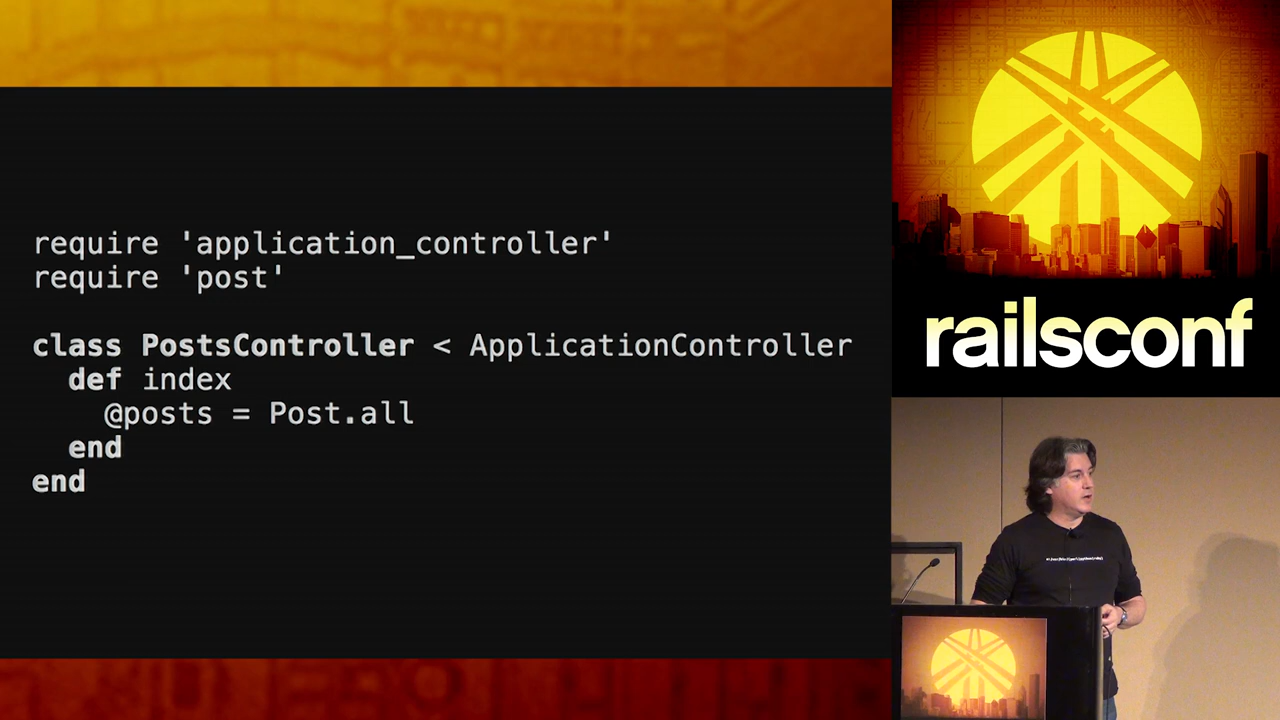 require 'application_controller'
require 'post'
class PostsController < ApplicationController
  def index
    @posts = Post.all
  end
end
railsconf